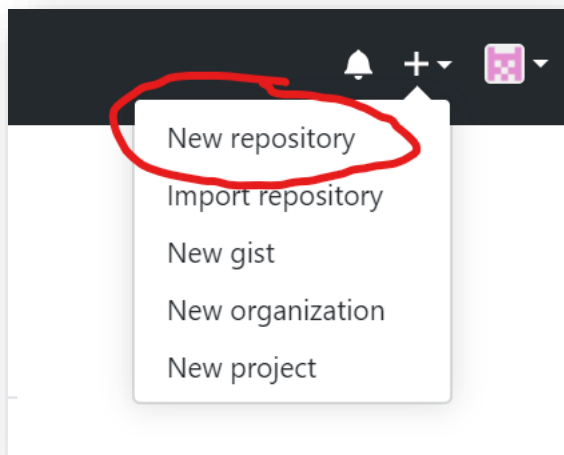 New repository
Import repository
New gist
New organization
New project